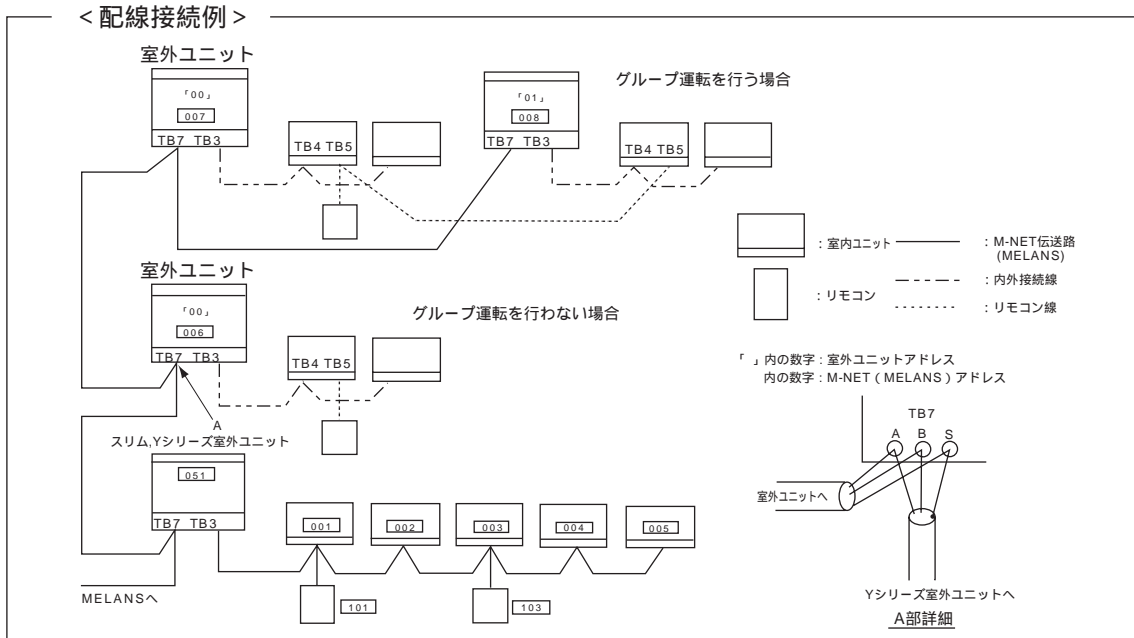 ＜配線接続例＞
室外ユニット
「00」
007
TB7 TB3
TB4 TB5
「01」
008
TB7 TB3
グループ運転を行う場合
TB4 TB5
：室内ユニット
：M-NET伝送路
(MELANS)
：内外接続線
：リモコン
：リモコン線
室外ユニット
「00」
006
TB7 TB3
グループ運転を行わない場合
TB4 TB5
「 」内の数字：室外ユニットアドレス
内の数字：M-NET（MELANS）アドレス
A
スリム,Yシリーズ室外ユニット
051
TB7 TB3
001
002
003
004
005
101
103
MELANSへ
TB7
A B S
室外ユニットへ
Yシリーズ室外ユニットへ
A部詳細